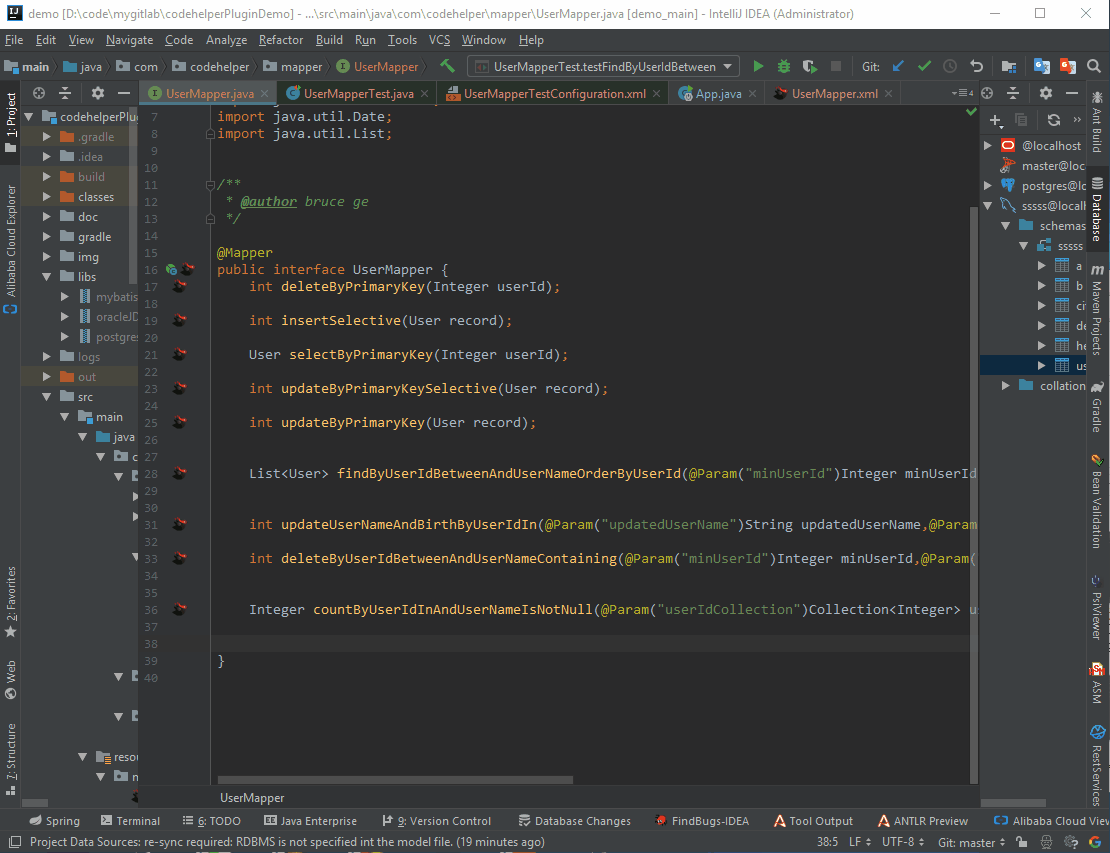 demo [D:\code\mygitlab\codehelperPluginDemo] - ...\src\main\java\com\codehelper\mapper\UserMapper.java [demo_main] - IntelliJ IDEA (Administrator)
File Edit View Navigate Code Analyze Refactor Build Run Tools VCS Window Help
main java com codehelper mapper UserMapper UserMapperTest.testFindByUserIdBetween Git:
UserMapper.java UserMapperTest.java UserMapperTestConfiguration.xml App.java UserMapper.xml
1: Project
Alibaba Cloud Explorer
2: Favorites
Web
7: Structure
codehelperPlu
.gradle
.idea
build
classes
doc
gradle
img
libs
mybatis
oracleJD
postgres
logs
out
src
main
java
c
resou
n
7 import java.util.Date;
8 import java.util.List;
9
10
11 /**
12 * @author bruce ge
13 */
14
15 @Mapper
16 public interface UserMapper {
17 int deleteByPrimaryKey(Integer userId);
18
19 int insertSelective(User record);
20
21 User selectByPrimaryKey(Integer userId);
22
23 int updateByPrimaryKeySelective(User record);
24
25 int updateByPrimaryKey(User record);
26
27
28 List<User> findByUserIdBetweenAndUserNameOrderByUserId(@Param("minUserId")Integer minUserId
29
30
31 int updateUserNameAndBirthByUserIdIn(@Param("updatedUserName")String updatedUserName,@Param
32
33 int deleteByUserIdBetweenAndUserNameContaining(@Param("minUserId")Integer minUserId,@Param(
34
35
36 Integer countByUserIdInAndUserNameIsNotNull(@Param("userIdCollection")Collection<Integer> u
37
38
39 }
40
UserMapper
@localhost
master@loc
postgres@lo
sssss@localh
schemas
sssss
a
b
ci
de
he
us
collation
Ant Build
Database
Maven Projects
Gradle
Bean Validation
PsiViewer
ASM
RestServices
Spring Terminal 6: TODO Java Enterprise 9: Version Control Database Changes FindBugs-IDEA Tool Output ANTLR Preview Alibaba Cloud View
Project Data Sources: re-sync required: RDBMS is not specified int the model file. (19 minutes ago) 38:5 LF UTF-8 Git: master